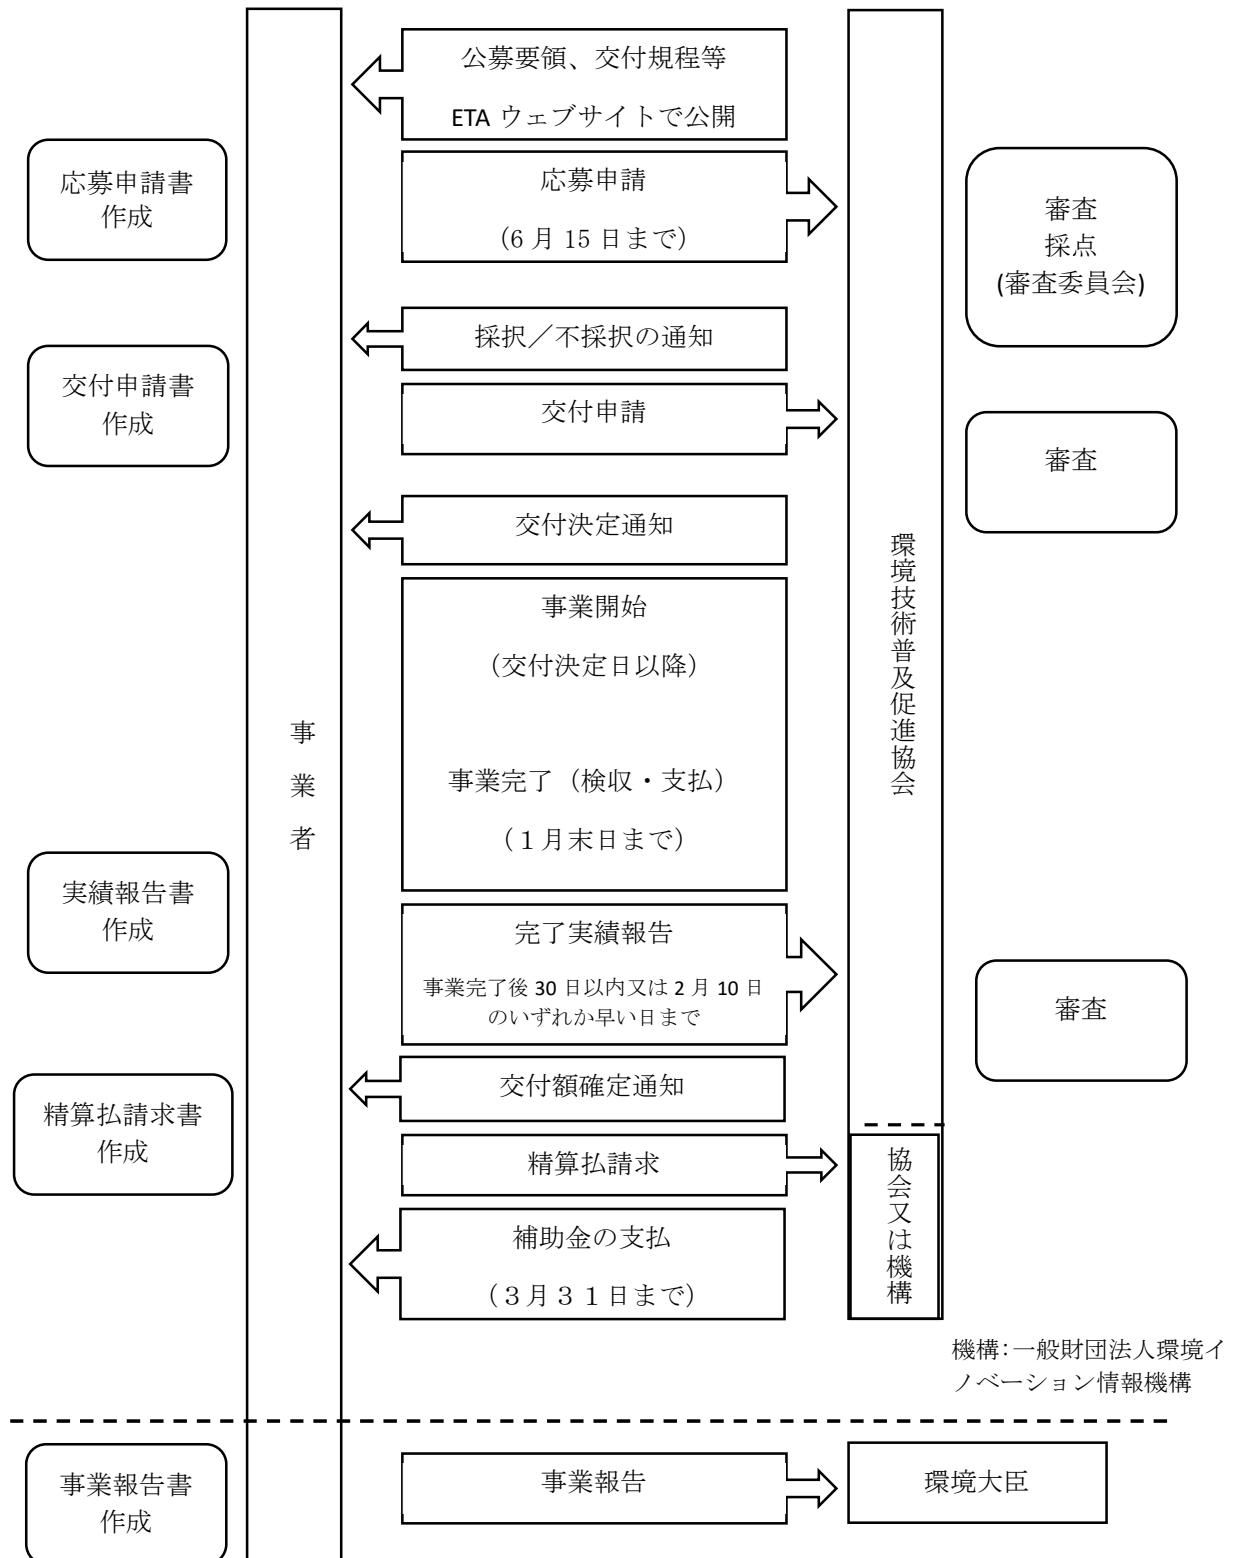 公募要領、交付規程等
ETA ウェブサイトで公開
応募申請書
作成
応募申請
(6 月 15 日まで)
審査
採点
(審査委員会)
採択／不採択の通知
交付申請書
作成
交付申請
審査
交付決定通知
事業開始
（交付決定日以降）
事業完了（検収・支払）
（１月末日まで）
事業者
環境技術普及促進協会
実績報告書
作成
完了実績報告
事業完了後 30 日以内又は 2 月 10 日
のいずれか早い日まで
審査
交付額確定通知
精算払請求書
作成
精算払請求
協会又は機構
補助金の支払
（３月３１日まで）
機構：一般財団法人環境イ
ノベーション情報機構
事業報告書
作成
事業報告
環境大臣